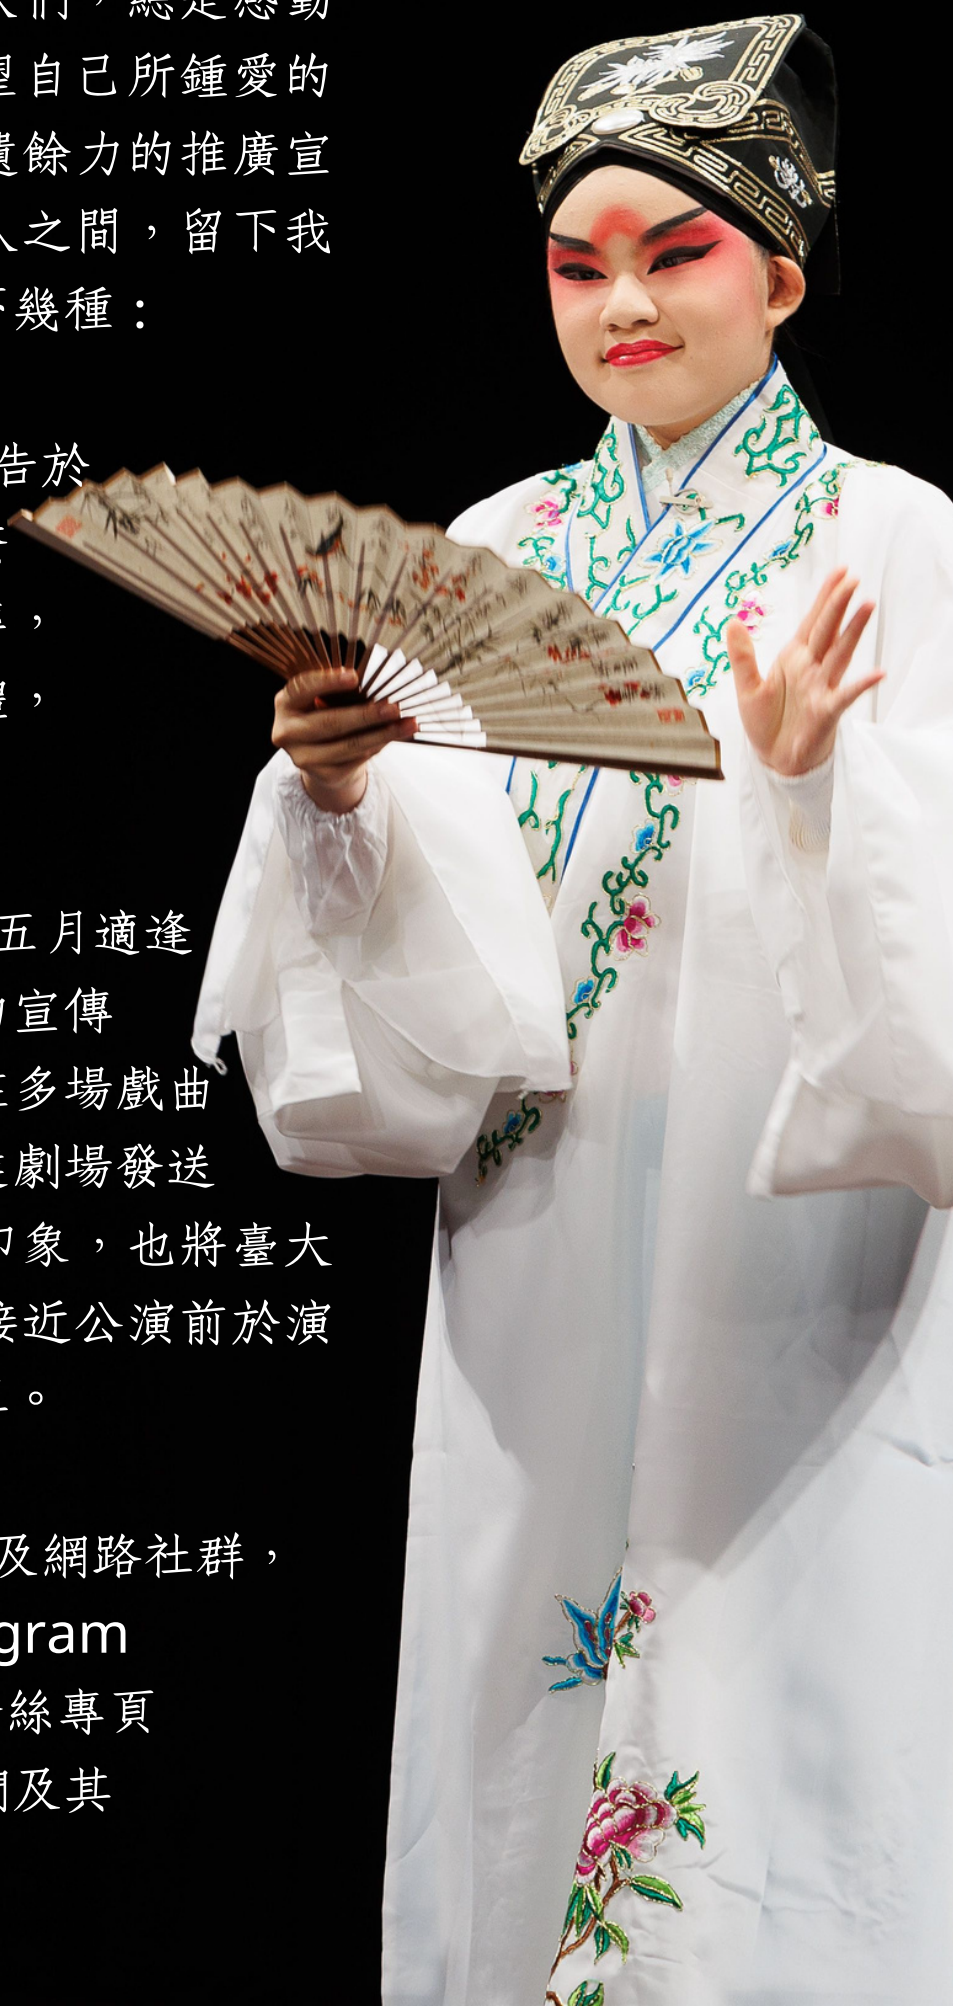 們，總是感動
望自己所鍾愛的
遺餘力的推廣宣
人之間，留下我
幾種：
告於
，
，
五月適逢
宣傳
多場戲曲
劇場發送
印象，也將臺大
接近公演前於演
。
及網路社群，
gram
絲專頁
及其